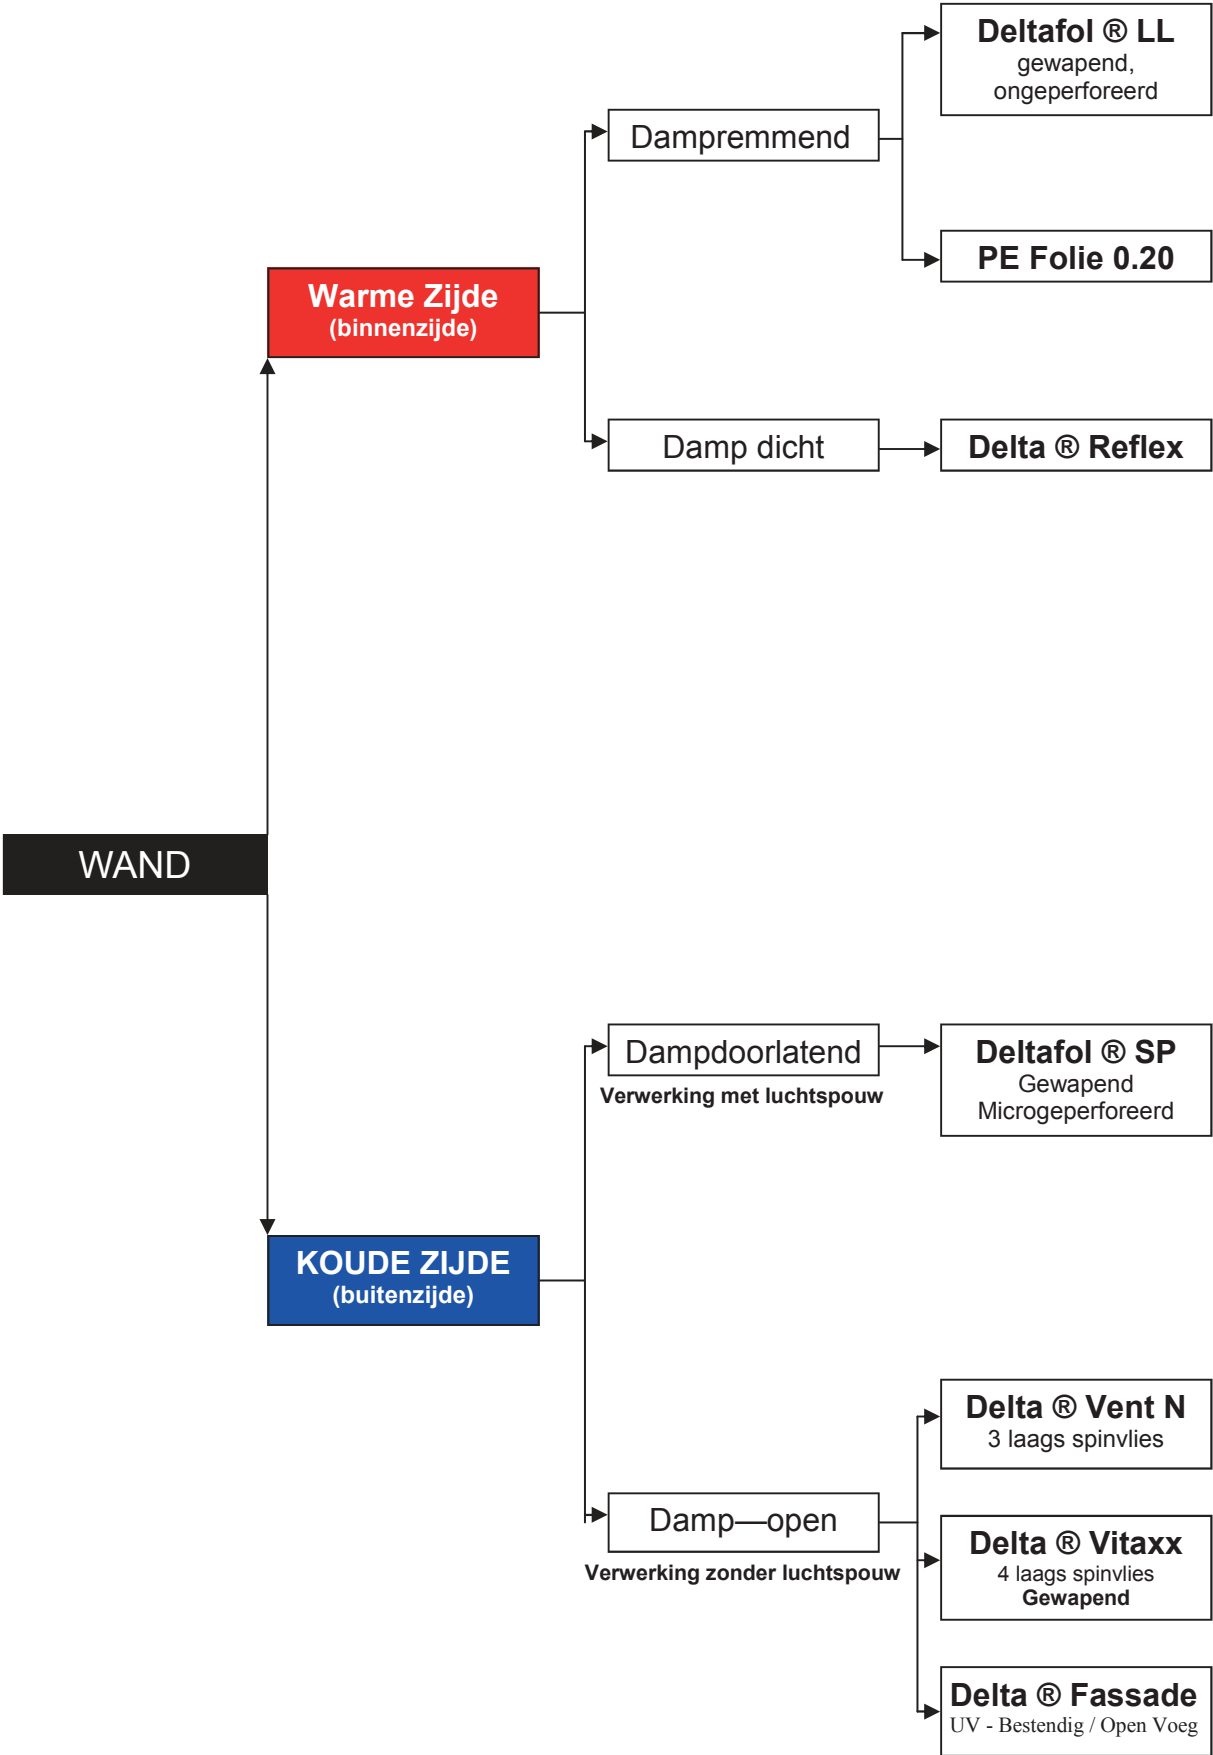 Deltafol ® LL
gewapend,
ongeperforeerd
Dampremmend
PE Folie 0.20
Warme Zijde
(binnenzijde)
Damp dicht
Delta ® Reflex
WAND
Dampdoorlatend
Verwerking met luchtspouw
Deltafol ® SP
Gewapend
Microgeperforeerd
KOUDE ZIJDE
(buitenzijde)
Delta ® Vent N
3 laags spinvlies
Damp—open
Verwerking zonder luchtspouw
Delta ® Vitaxx
4 laags spinvlies
Gewapend
Delta ® Fassade
UV - Bestendig / Open Voeg